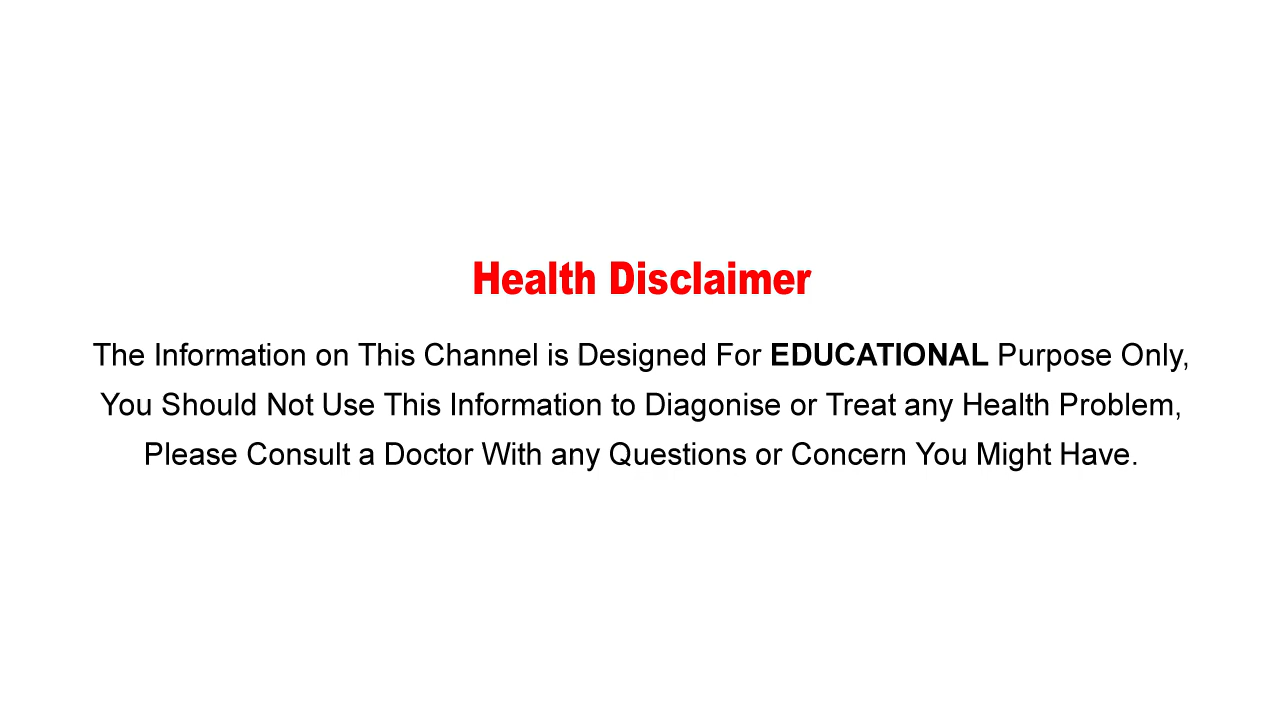 Health Disclaimer
The Information on This Channel is Designed For EDUCATIONAL Purpose Only,
You Should Not Use This Information to Diagonise or Treat any Health Problem,
Please Consult a Doctor With any Questions or Concern You Might Have.